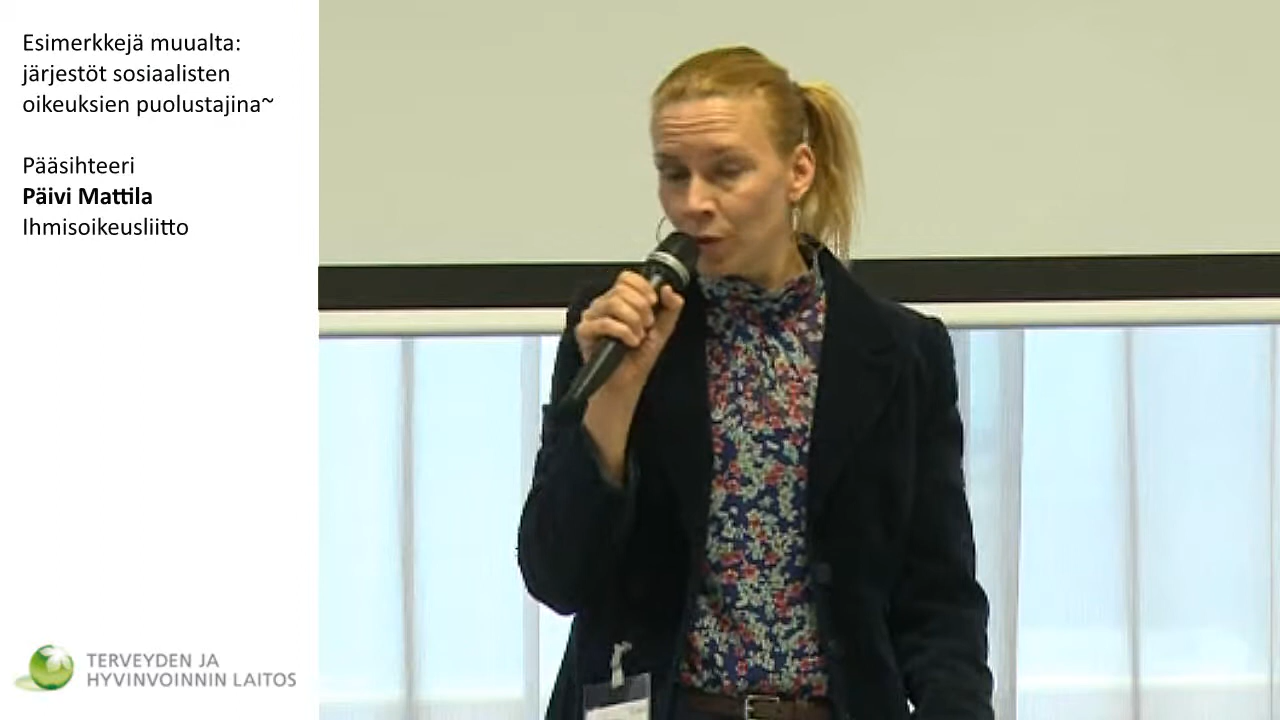 Esimerkkejä muualta:
järjestöt sosiaalisten
oikeuksien puolustajina~
Pääsihteeri
Päivi Mattila
Ihmisoikeusliitto
TERVEYDEN JA
HYVINVOINNIN LAITOS